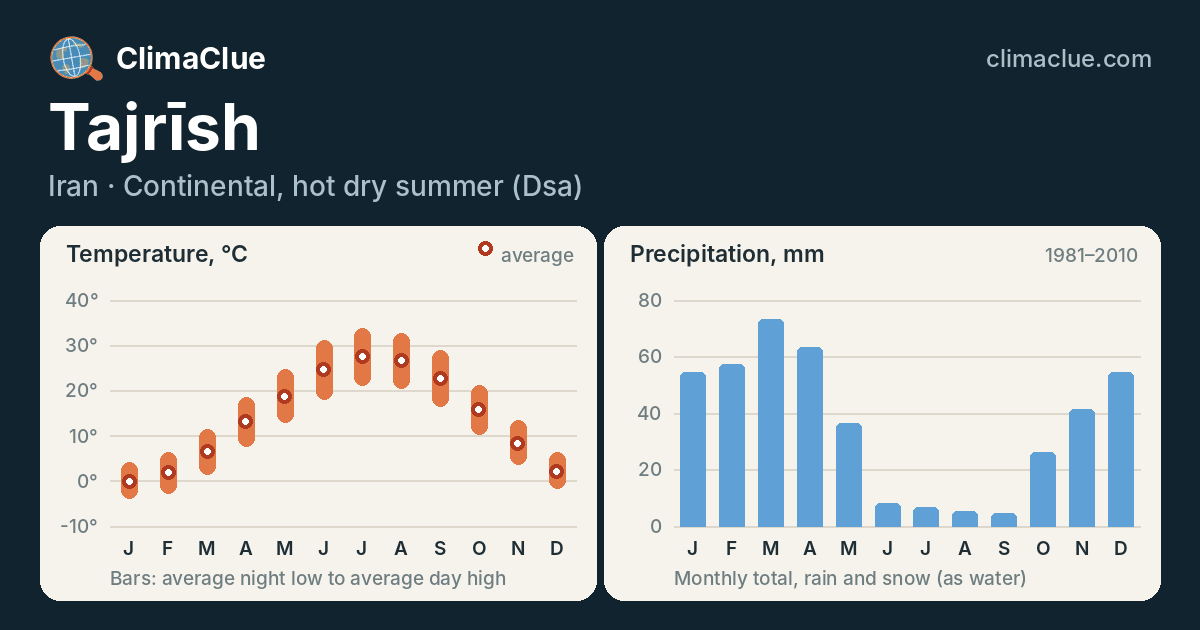 ClimaClue
climaclue.com
Tajrīsh
Iran · Continental, hot dry summer (Dsa)
Temperature, °C
average
40°
30°
20°
10°
0°
-10°
J F M A M J J A S O N D
Bars: average night low to average day high
Precipitation, mm
1981–2010
80
60
40
20
0
J F M A M J J A S O N D
Monthly total, rain and snow (as water)